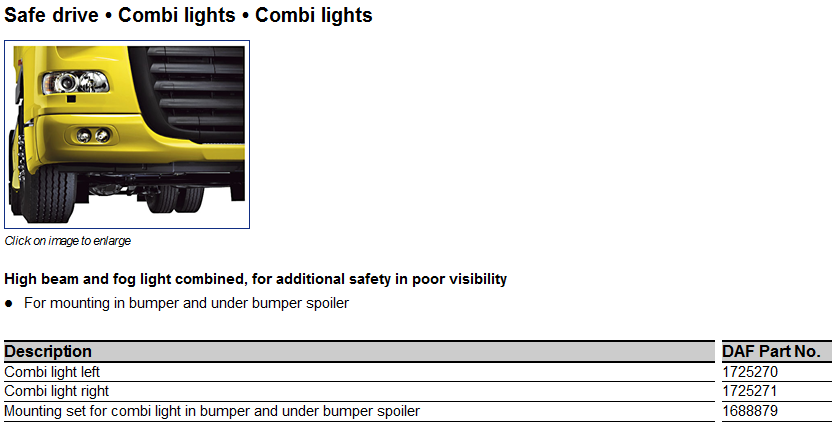 Safe drive • Combi lights • Combi lights
Click on image to enlarge
High beam and fog light combined, for additional safety in poor visibility
● For mounting in bumper and under bumper spoiler
Description DAF Part No.
Combi light left 1725270
Combi light right 1725271
Mounting set for combi light in bumper and under bumper spoiler 1688879